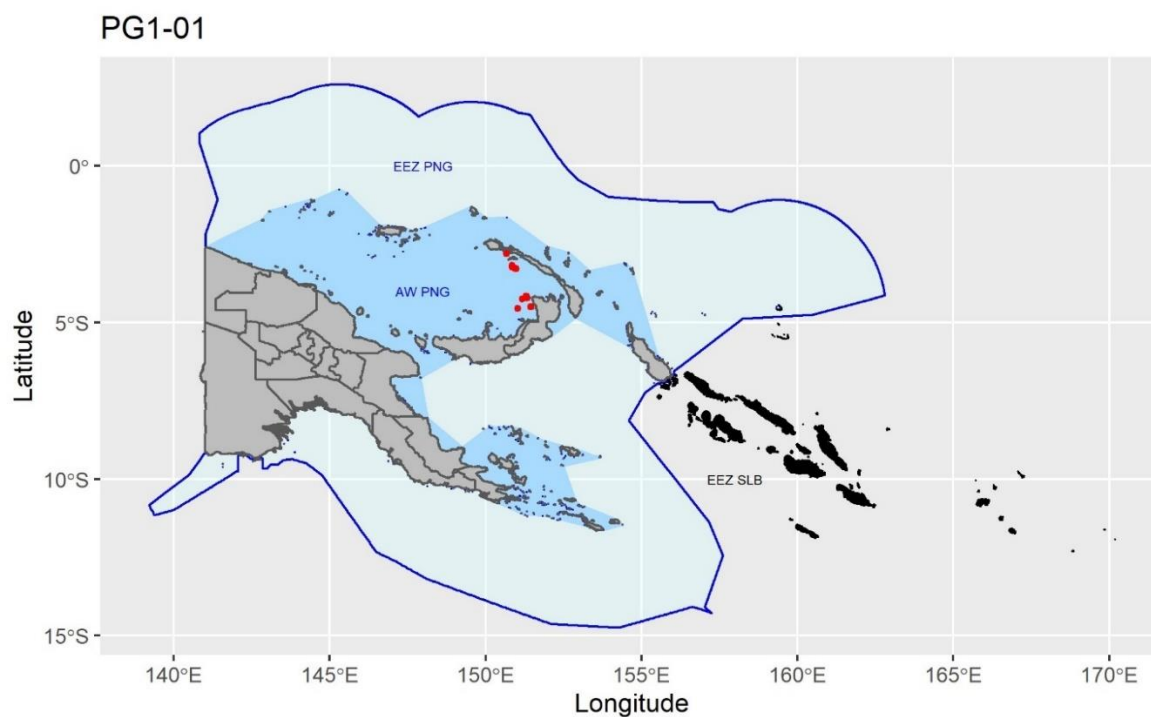 PG1-01
0°
EEZ PNG
AW PNG
5°S
Latitude
10°S
EEZ SLB
15°S
140°E 145°E 150°E 155°E 160°E 165°E 170°E
Longitude